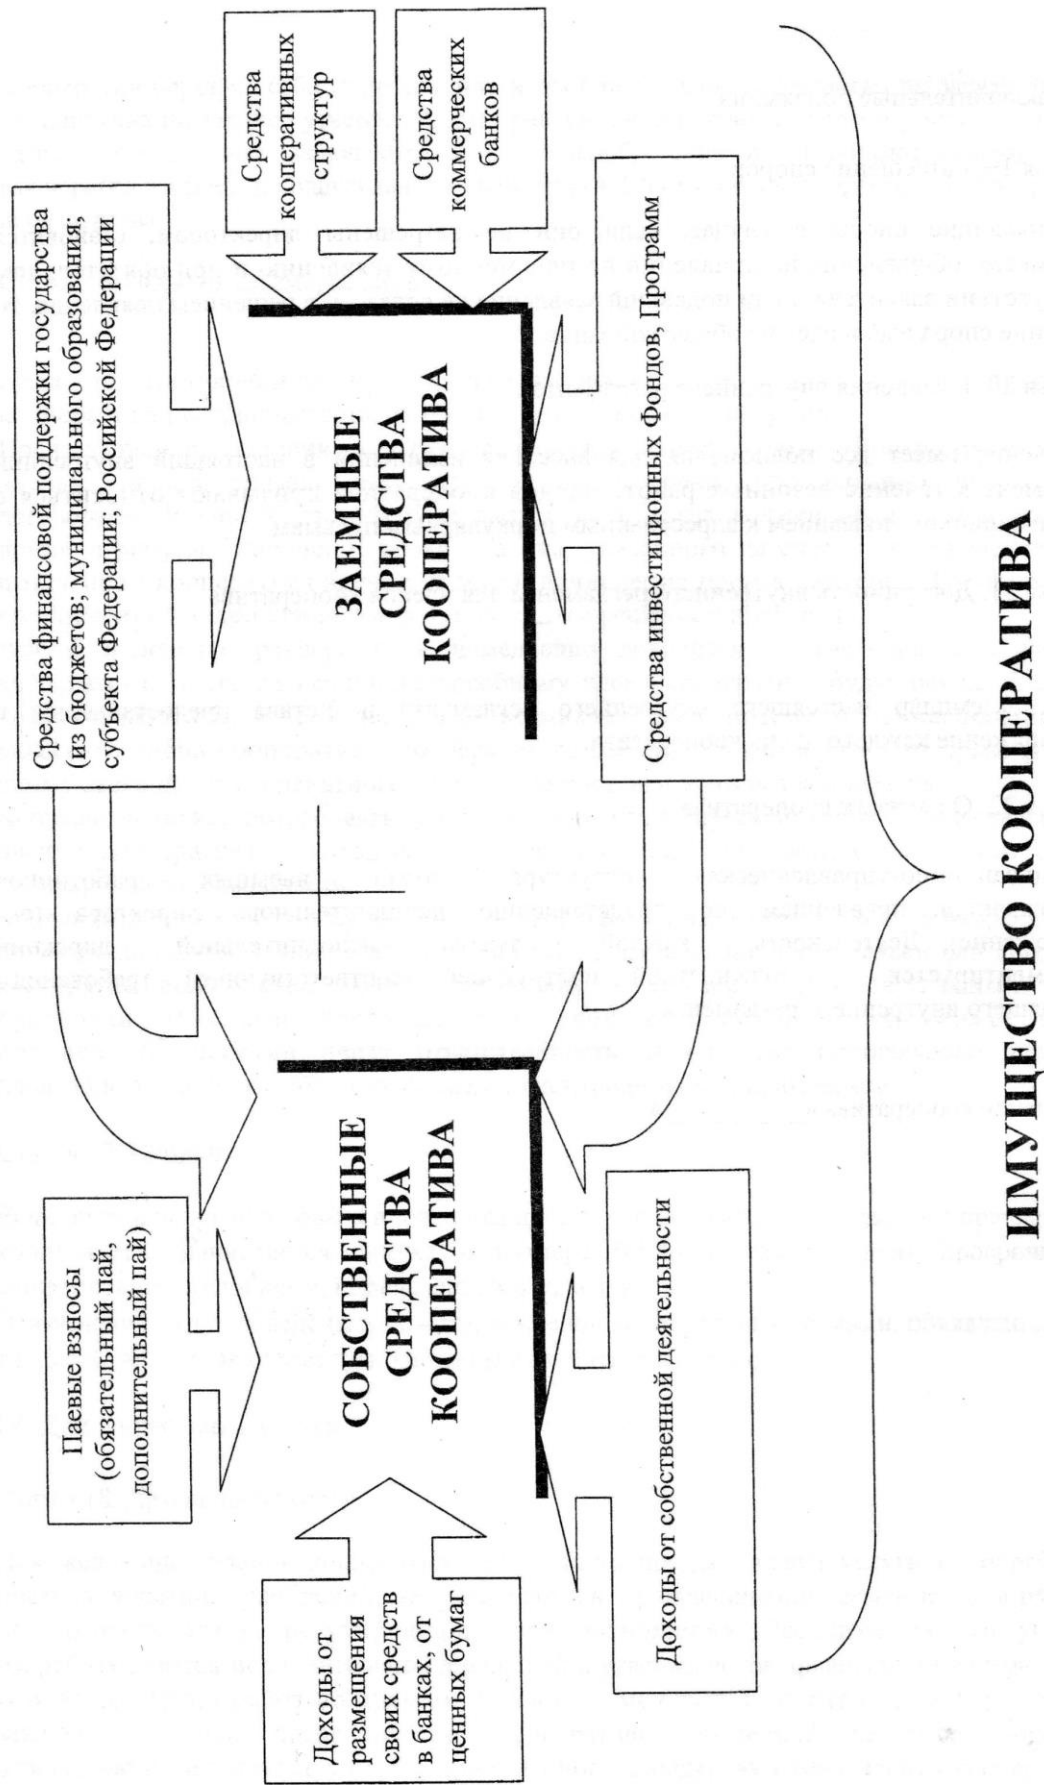 Средства финансовой поддержки государства
(из бюджетов: муниципального образования;
субъекта Федерации; Российской Федерации
Паевые взносы
(обязательный пай,
дополнительный пай)
Доходы от
размещения
своих средств
в банках, от
ценных бумаг
СОБСТВЕННЫЕ
СРЕДСТВА
КООПЕРАТИВА
ЗАЕМНЫЕ
СРЕДСТВА
КООПЕРАТИВА
Средства
кооперативных
структур
Средства
коммерческих
банков
Доходы от собственной деятельности
Средства инвестиционных Фондов, Программ
ИМУЩЕСТВО КООПЕРАТИВА